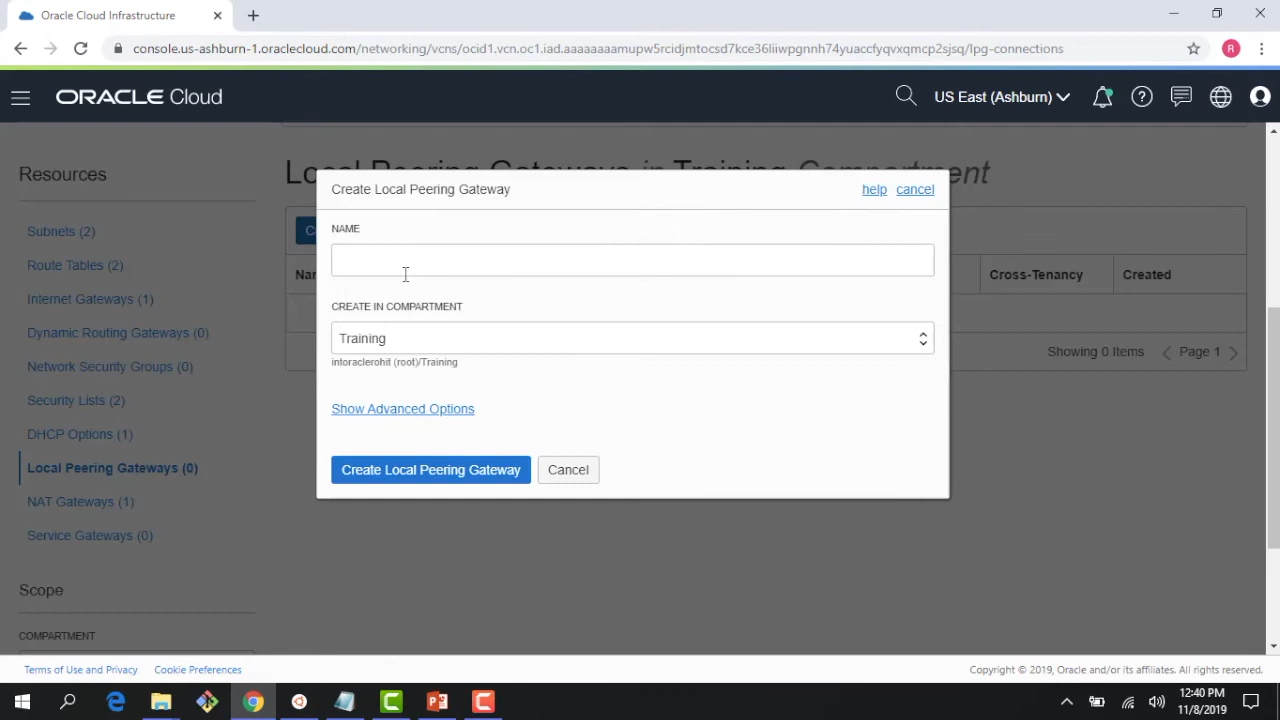 Oracle Cloud Infrastructure
console.us-ashburn-1.oraclecloud.com/networking/vcns/ocid1.vcn.oc1.iad.aaaaaaaamupw5rcidjmtocsd7kce36liiwpgnnh74yuaccfyqvxqmcp2sjsq/lpg-connections
R
ORACLE Cloud
US East (Ashburn)
Resources
Local Peering Gateways in Training Compartment
Create Local Peering Gateway
help
cancel
Subnets (2)
NAME
Route Tables (2)
Cross-Tenancy
Created
Internet Gateways (1)
CREATE IN COMPARTMENT
Dynamic Routing Gateways (0)
Training
Showing 0 Items
Page 1
intoraclerohit (root)/Training
Network Security Groups (0)
Security Lists (2)
Show Advanced Options
DHCP Options (1)
Local Peering Gateways (0)
Create Local Peering Gateway
Cancel
NAT Gateways (1)
Service Gateways (0)
Scope
COMPARTMENT
Terms of Use and Privacy
Cookie Preferences
Copyright © 2019, Oracle and/or its affiliates. All rights reserved.
12:40 PM
11/8/2019